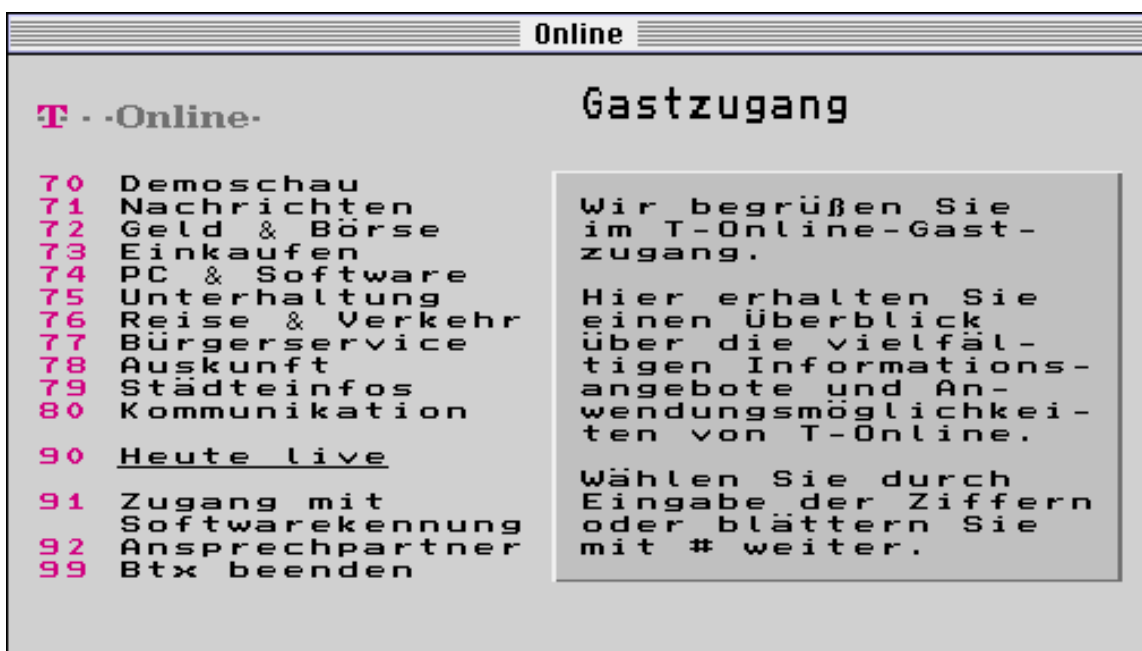 Online
T · · Online ·
Gastzugang
70 Demoschau
71 Nachrichten
72 Geld & Börse
73 Einkaufen
74 PC & Software
75 Unterhaltung
76 Reise & Verkehr
77 Bürgerservice
78 Auskunft
79 Städteinfos
80 Kommunikation
90 Heute live
91 Zugang mit
Softwarekennung
92 Ansprechpartner
99 Btx beenden
Wir begrüßen Sie
im T-Online-Gast-
zugang.
Hier erhalten Sie
einen Überblick
über die vielfäl-
tigen Informations-
angebote und An-
wendungsmöglichkei-
ten von T-Online.
Wählen Sie durch
Eingabe der Ziffern
oder blättern Sie
mit # weiter.